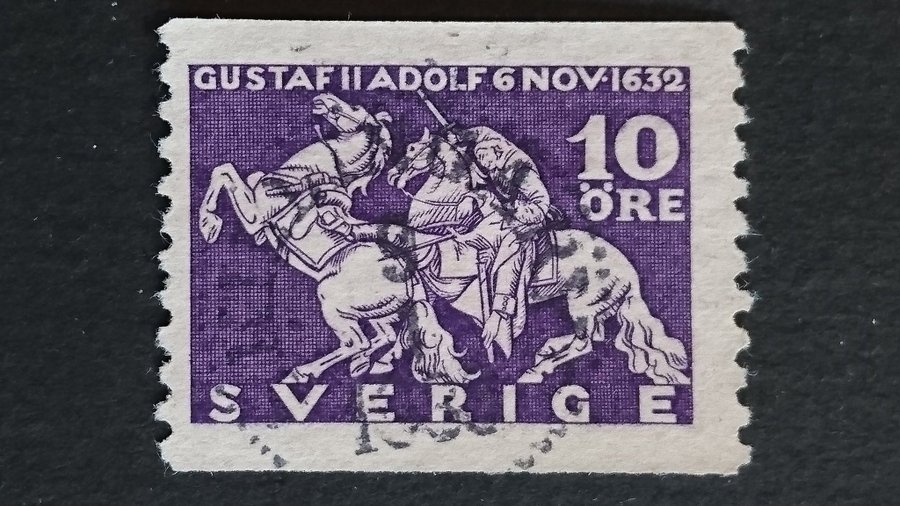 GUSTAF II ADOLF 6 NOV·1632
10
ÖRE
SVERIGE